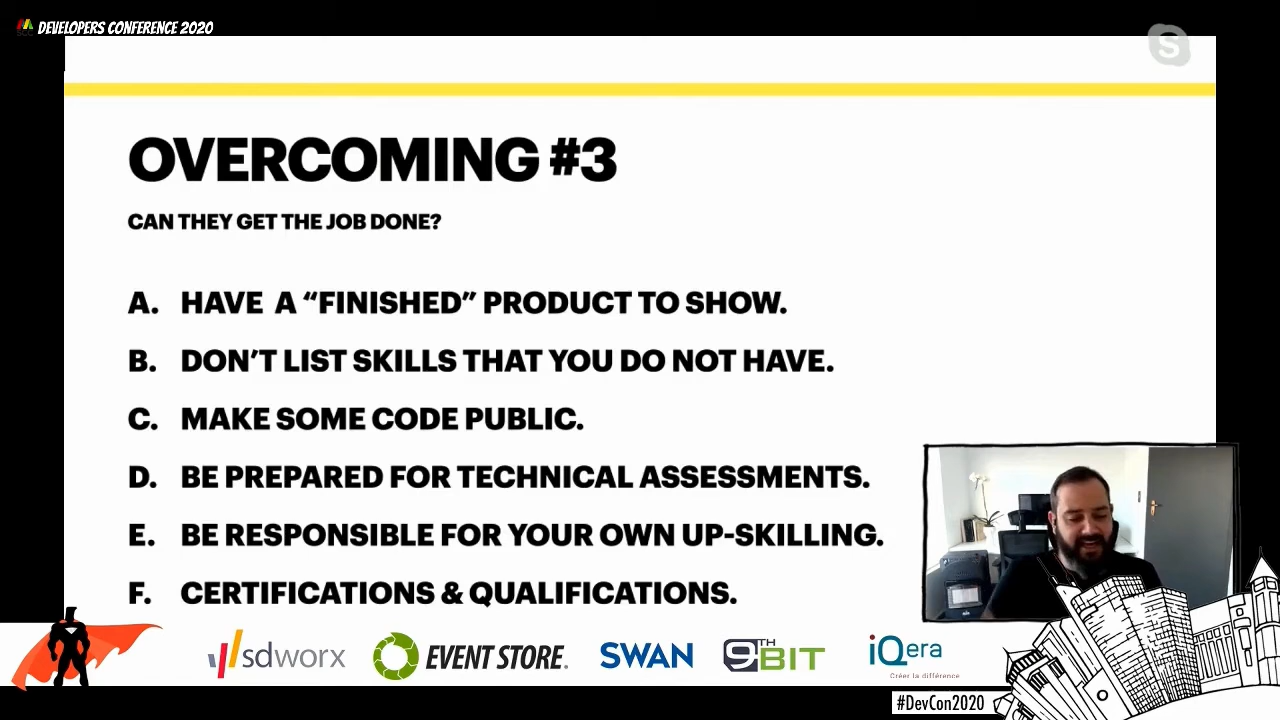 DEVELOPERS CONFERENCE 2020
S
OVERCOMING #3
CAN THEY GET THE JOB DONE?
A. HAVE A “FINISHED” PRODUCT TO SHOW.
B. DON’T LIST SKILLS THAT YOU DO NOT HAVE.
C. MAKE SOME CODE PUBLIC.
D. BE PREPARED FOR TECHNICAL ASSESSMENTS.
E. BE RESPONSIBLE FOR YOUR OWN UP-SKILLING.
F. CERTIFICATIONS & QUALIFICATIONS.
sdworx
EVENT STORE.
SWAN
9TH BIT
iQera
Créer la différence
#DevCon2020